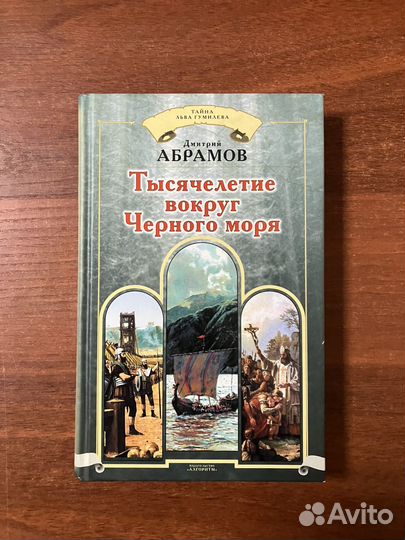 ТАЙНА
ЛЬВА ГУМИЛЕВА
Дмитрий
АБРАМОВ
Тысячелетие
вокруг
Черного моря
ИЗДАТЕЛЬСТВО
«АЛГОРИТМ»
Avito